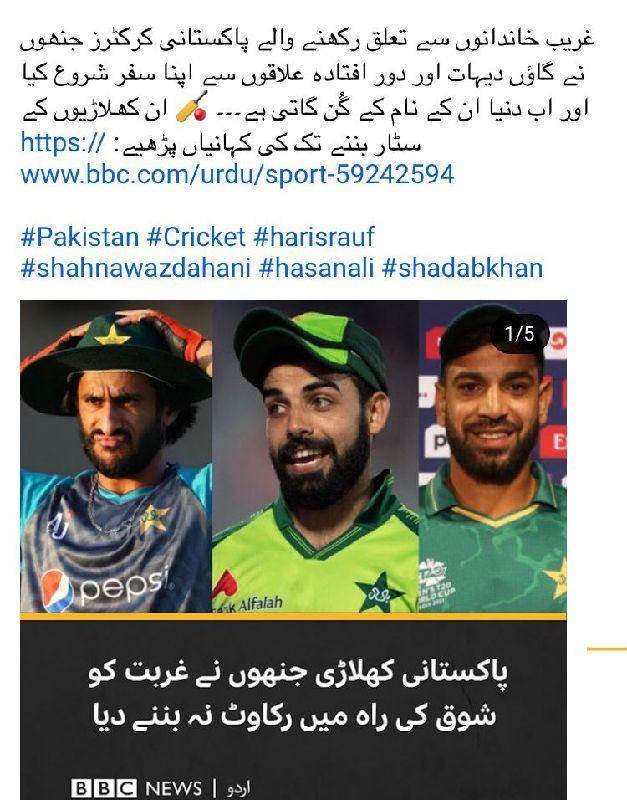 غریب خاندانوں سے تعلق رکھنے والے پاکستانی کرکٹرز جنھوں
نے گاؤں دیہات اور دور افتادہ علاقوں سے اپنا سفر شروع کیا
اور اب دنیا ان کے نام کے گُن گاتی ہے۔۔۔ 🏏 ان کھلاڑیوں کے
سٹار بننے تک کی کہانیاں پڑھیے: https://
www.bbc.com/urdu/sport-59242594
#Pakistan #Cricket #harisrauf
#shahnawazdahani #hasanali #shadabkhan
1/5
pepsi
Alfalah
WORLD CUP
پاکستانی کھلاڑی جنھوں نے غربت کو
شوق کی راہ میں رکاوٹ نہ بننے دیا
BBC NEWS | اردو